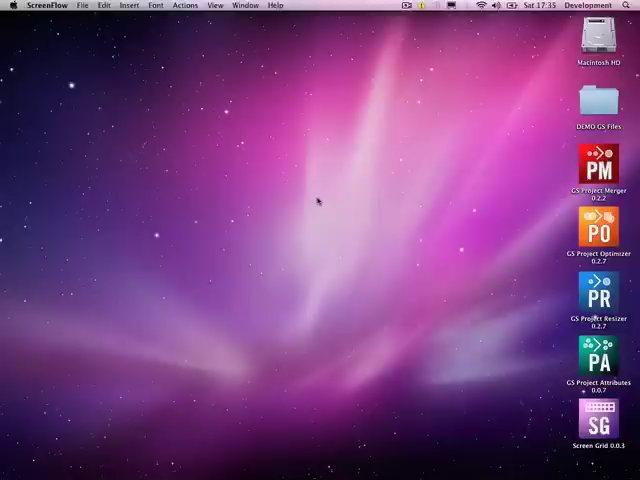 ScreenFlow File Edit Insert Font Actions View Window Help Sat 17:35 Development
Macintosh HD
DEMO GS Files
PM
GS Project Merger
0.2.2
PO
GS Project Optimizer
0.2.7
PR
GS Project Resizer
0.2.7
PA
GS Project Attributes
0.0.7
SG
Screen Grid 0.0.3